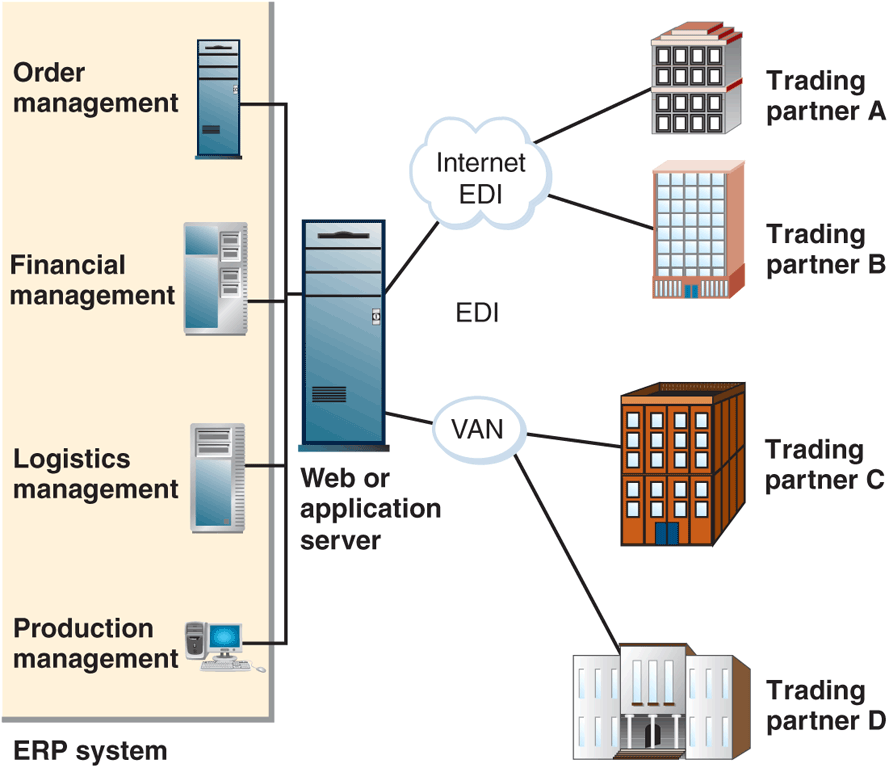 Order
management
Financial
management
Logistics
management
Production
management
ERP system
Web or
application
server
Internet
EDI
EDI
VAN
Trading
partner A
Trading
partner B
Trading
partner C
Trading
partner D